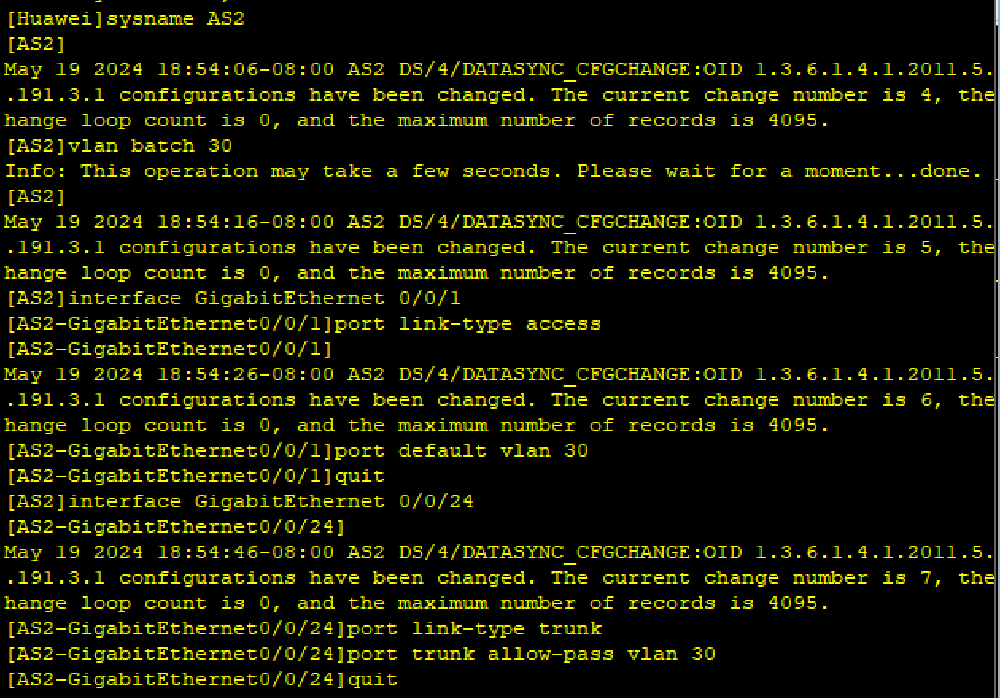 [Huawei]sysname AS2
[AS2]
May 19 2024 18:54:06-08:00 AS2 DS/4/DATASYNC_CFGCHANGE:OID 1.3.6.1.4.1.2011.5.
.191.3.1 configurations have been changed. The current change number is 4, the
hange loop count is 0, and the maximum number of records is 4095.
[AS2]vlan batch 30
Info: This operation may take a few seconds. Please wait for a moment...done.
[AS2]
May 19 2024 18:54:16-08:00 AS2 DS/4/DATASYNC_CFGCHANGE:OID 1.3.6.1.4.1.2011.5.
.191.3.1 configurations have been changed. The current change number is 5, the
hange loop count is 0, and the maximum number of records is 4095.
[AS2]interface GigabitEthernet 0/0/1
[AS2-GigabitEthernet0/0/1]port link-type access
[AS2-GigabitEthernet0/0/1]
May 19 2024 18:54:26-08:00 AS2 DS/4/DATASYNC_CFGCHANGE:OID 1.3.6.1.4.1.2011.5.
.191.3.1 configurations have been changed. The current change number is 6, the
hange loop count is 0, and the maximum number of records is 4095.
[AS2-GigabitEthernet0/0/1]port default vlan 30
[AS2-GigabitEthernet0/0/1]quit
[AS2]interface GigabitEthernet 0/0/24
[AS2-GigabitEthernet0/0/24]
May 19 2024 18:54:46-08:00 AS2 DS/4/DATASYNC_CFGCHANGE:OID 1.3.6.1.4.1.2011.5.
.191.3.1 configurations have been changed. The current change number is 7, the
hange loop count is 0, and the maximum number of records is 4095.
[AS2-GigabitEthernet0/0/24]port link-type trunk
[AS2-GigabitEthernet0/0/24]port trunk allow-pass vlan 30
[AS2-GigabitEthernet0/0/24]quit